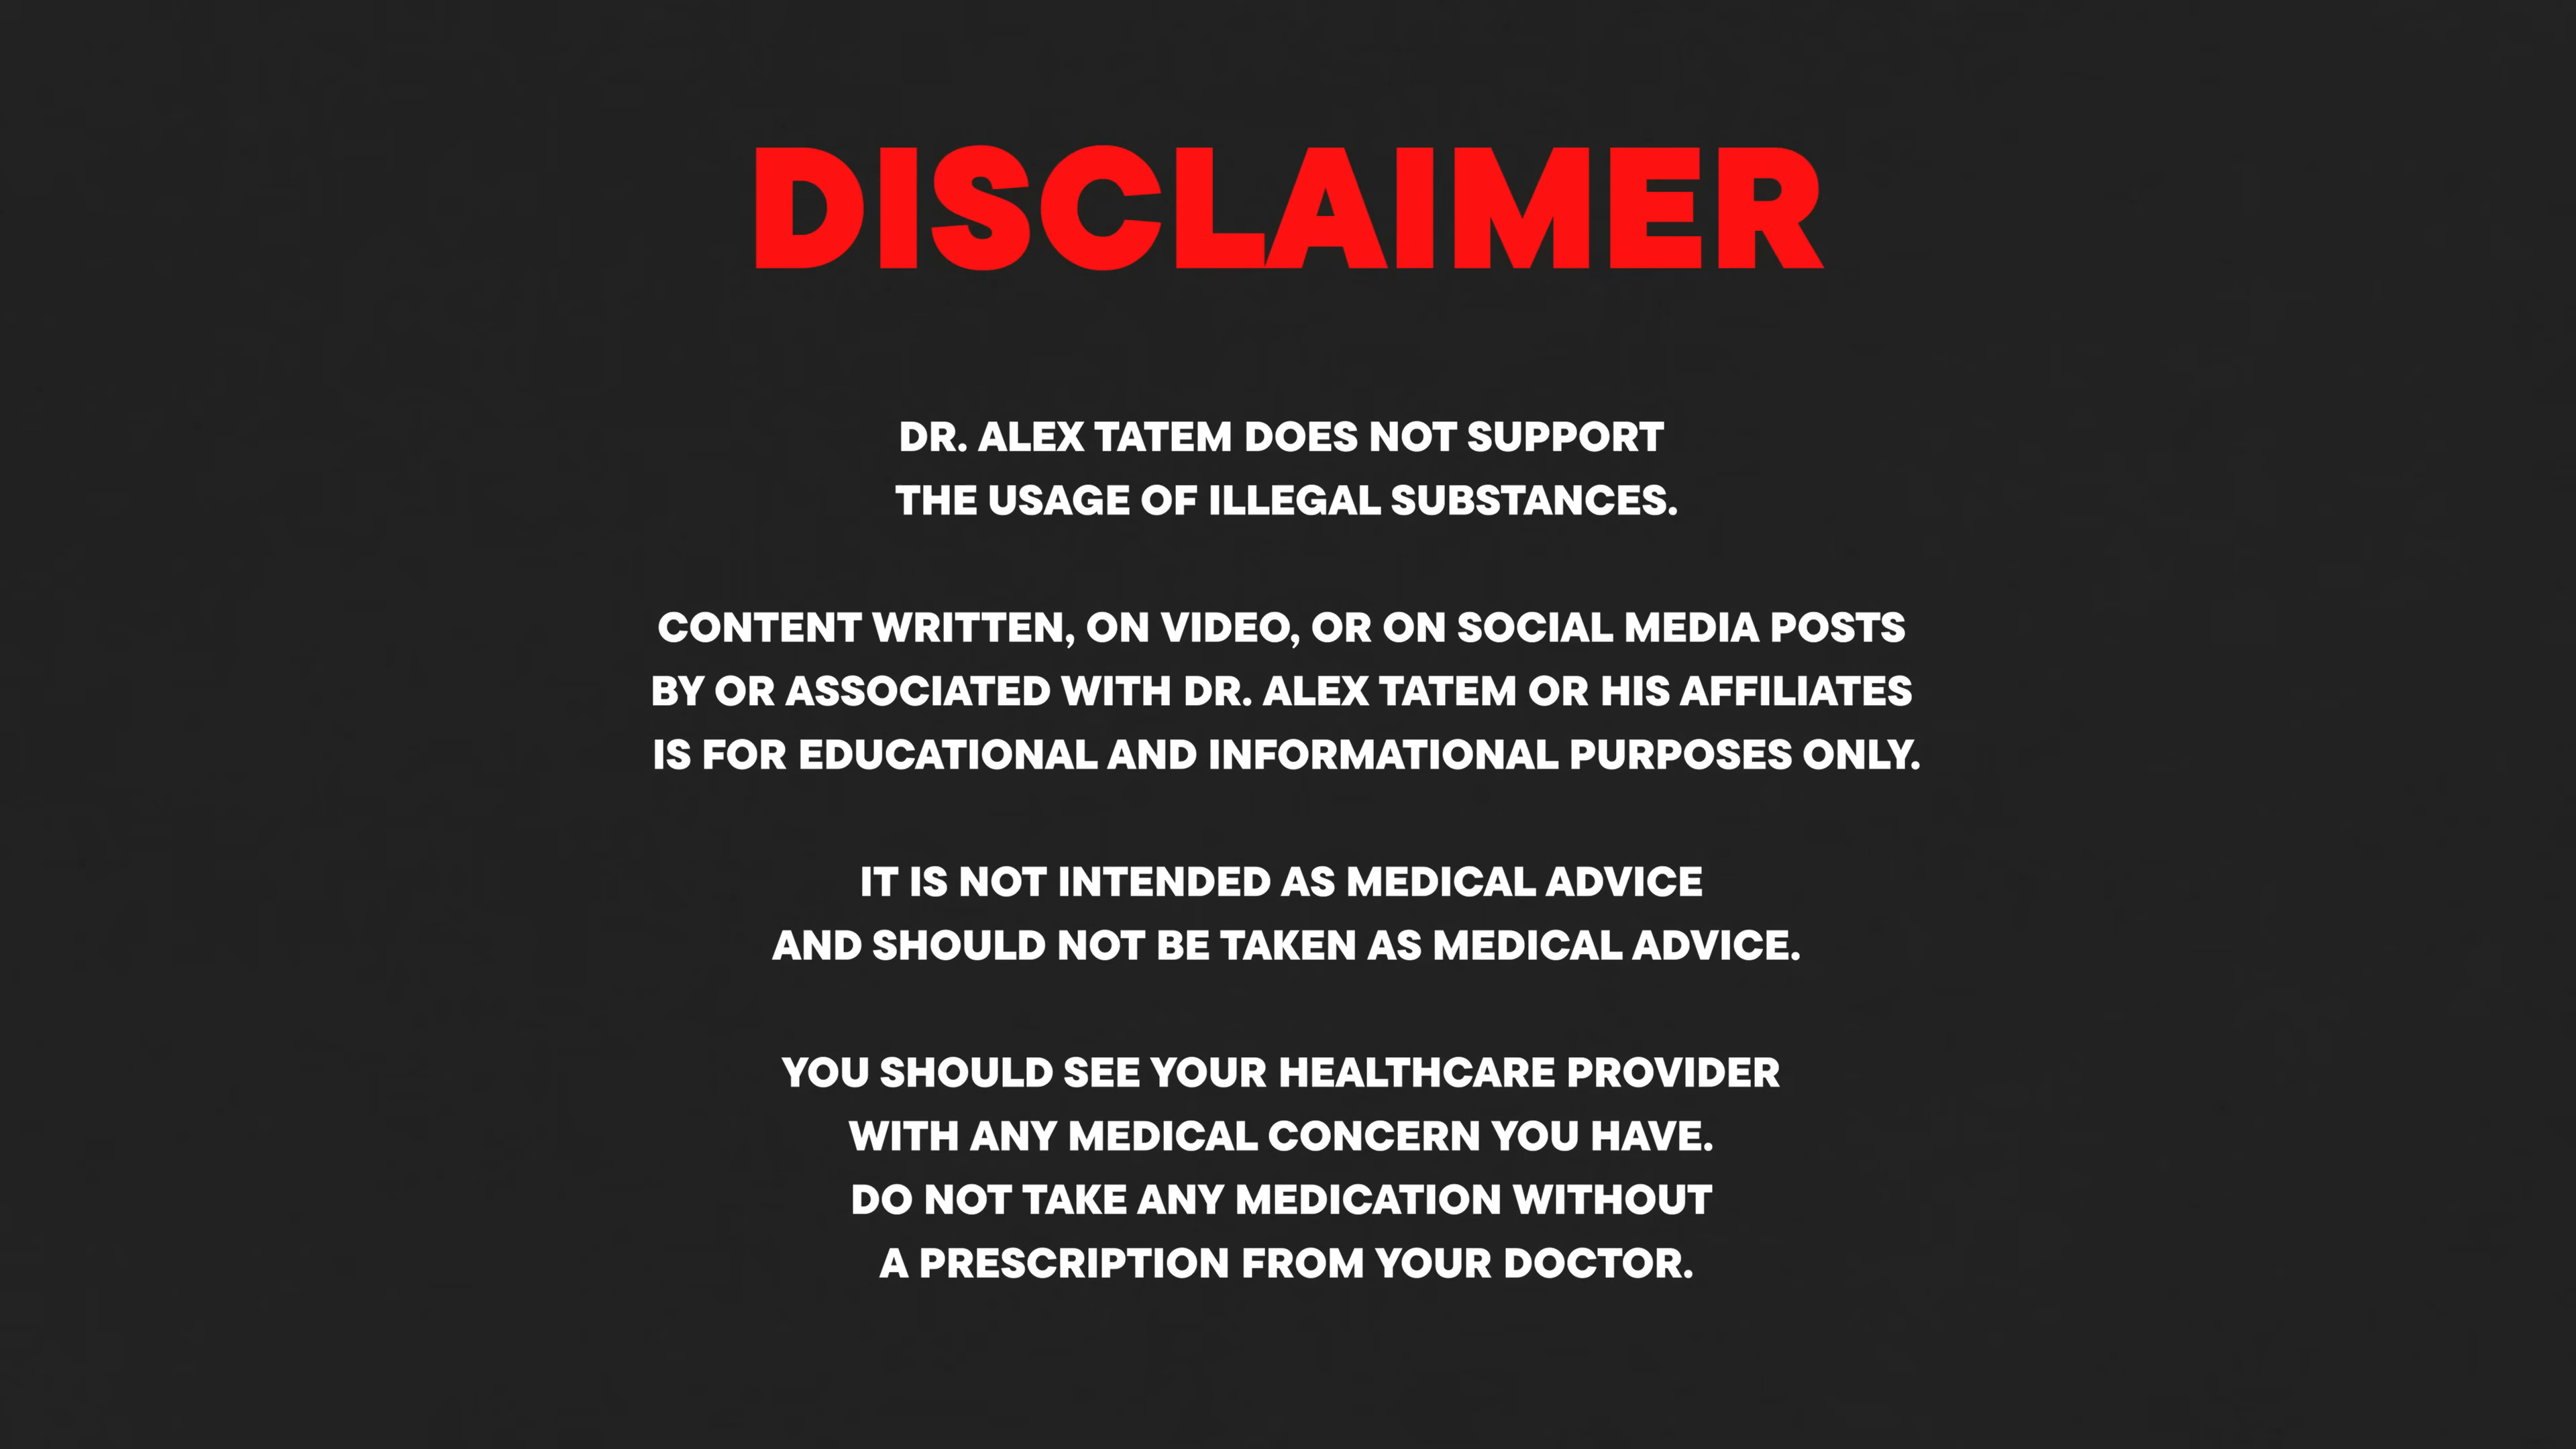 DISCLAIMER
DR. ALEX TATEM DOES NOT SUPPORT
THE USAGE OF ILLEGAL SUBSTANCES.
CONTENT WRITTEN, ON VIDEO, OR ON SOCIAL MEDIA POSTS
BY OR ASSOCIATED WITH DR. ALEX TATEM OR HIS AFFILIATES
IS FOR EDUCATIONAL AND INFORMATIONAL PURPOSES ONLY.
IT IS NOT INTENDED AS MEDICAL ADVICE
AND SHOULD NOT BE TAKEN AS MEDICAL ADVICE.
YOU SHOULD SEE YOUR HEALTHCARE PROVIDER
WITH ANY MEDICAL CONCERN YOU HAVE.
DO NOT TAKE ANY MEDICATION WITHOUT
A PRESCRIPTION FROM YOUR DOCTOR.